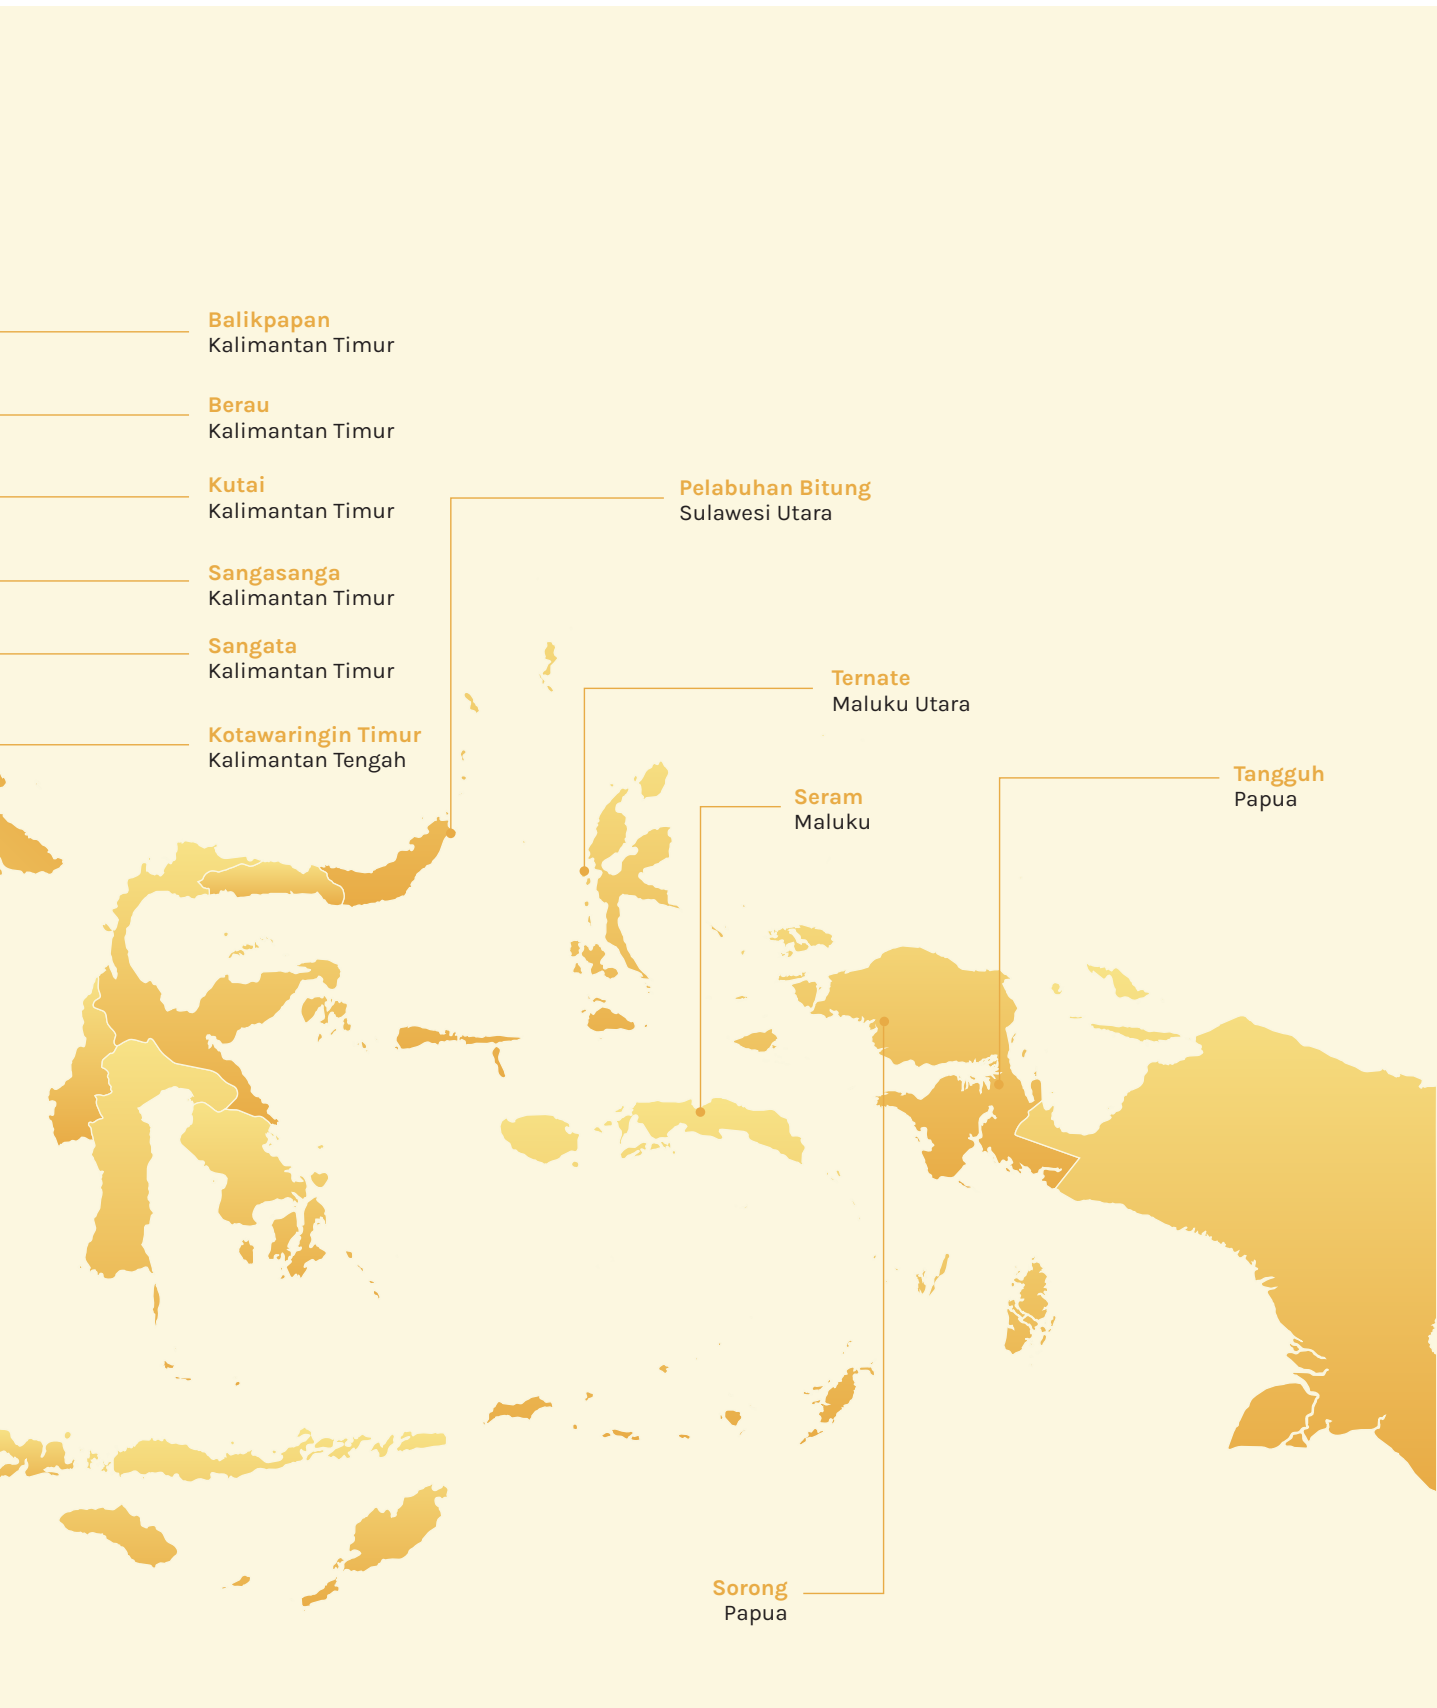 Balikpapan
Kalimantan Timur
Berau
Kalimantan Timur
Kutai
Kalimantan Timur
Sangasanga
Kalimantan Timur
Sangata
Kalimantan Timur
Kotawaringin Timur
Kalimantan Tengah
Pelabuhan Bitung
Sulawesi Utara
Ternate
Maluku Utara
Seram
Maluku
Tangguh
Papua
Sorong
Papua